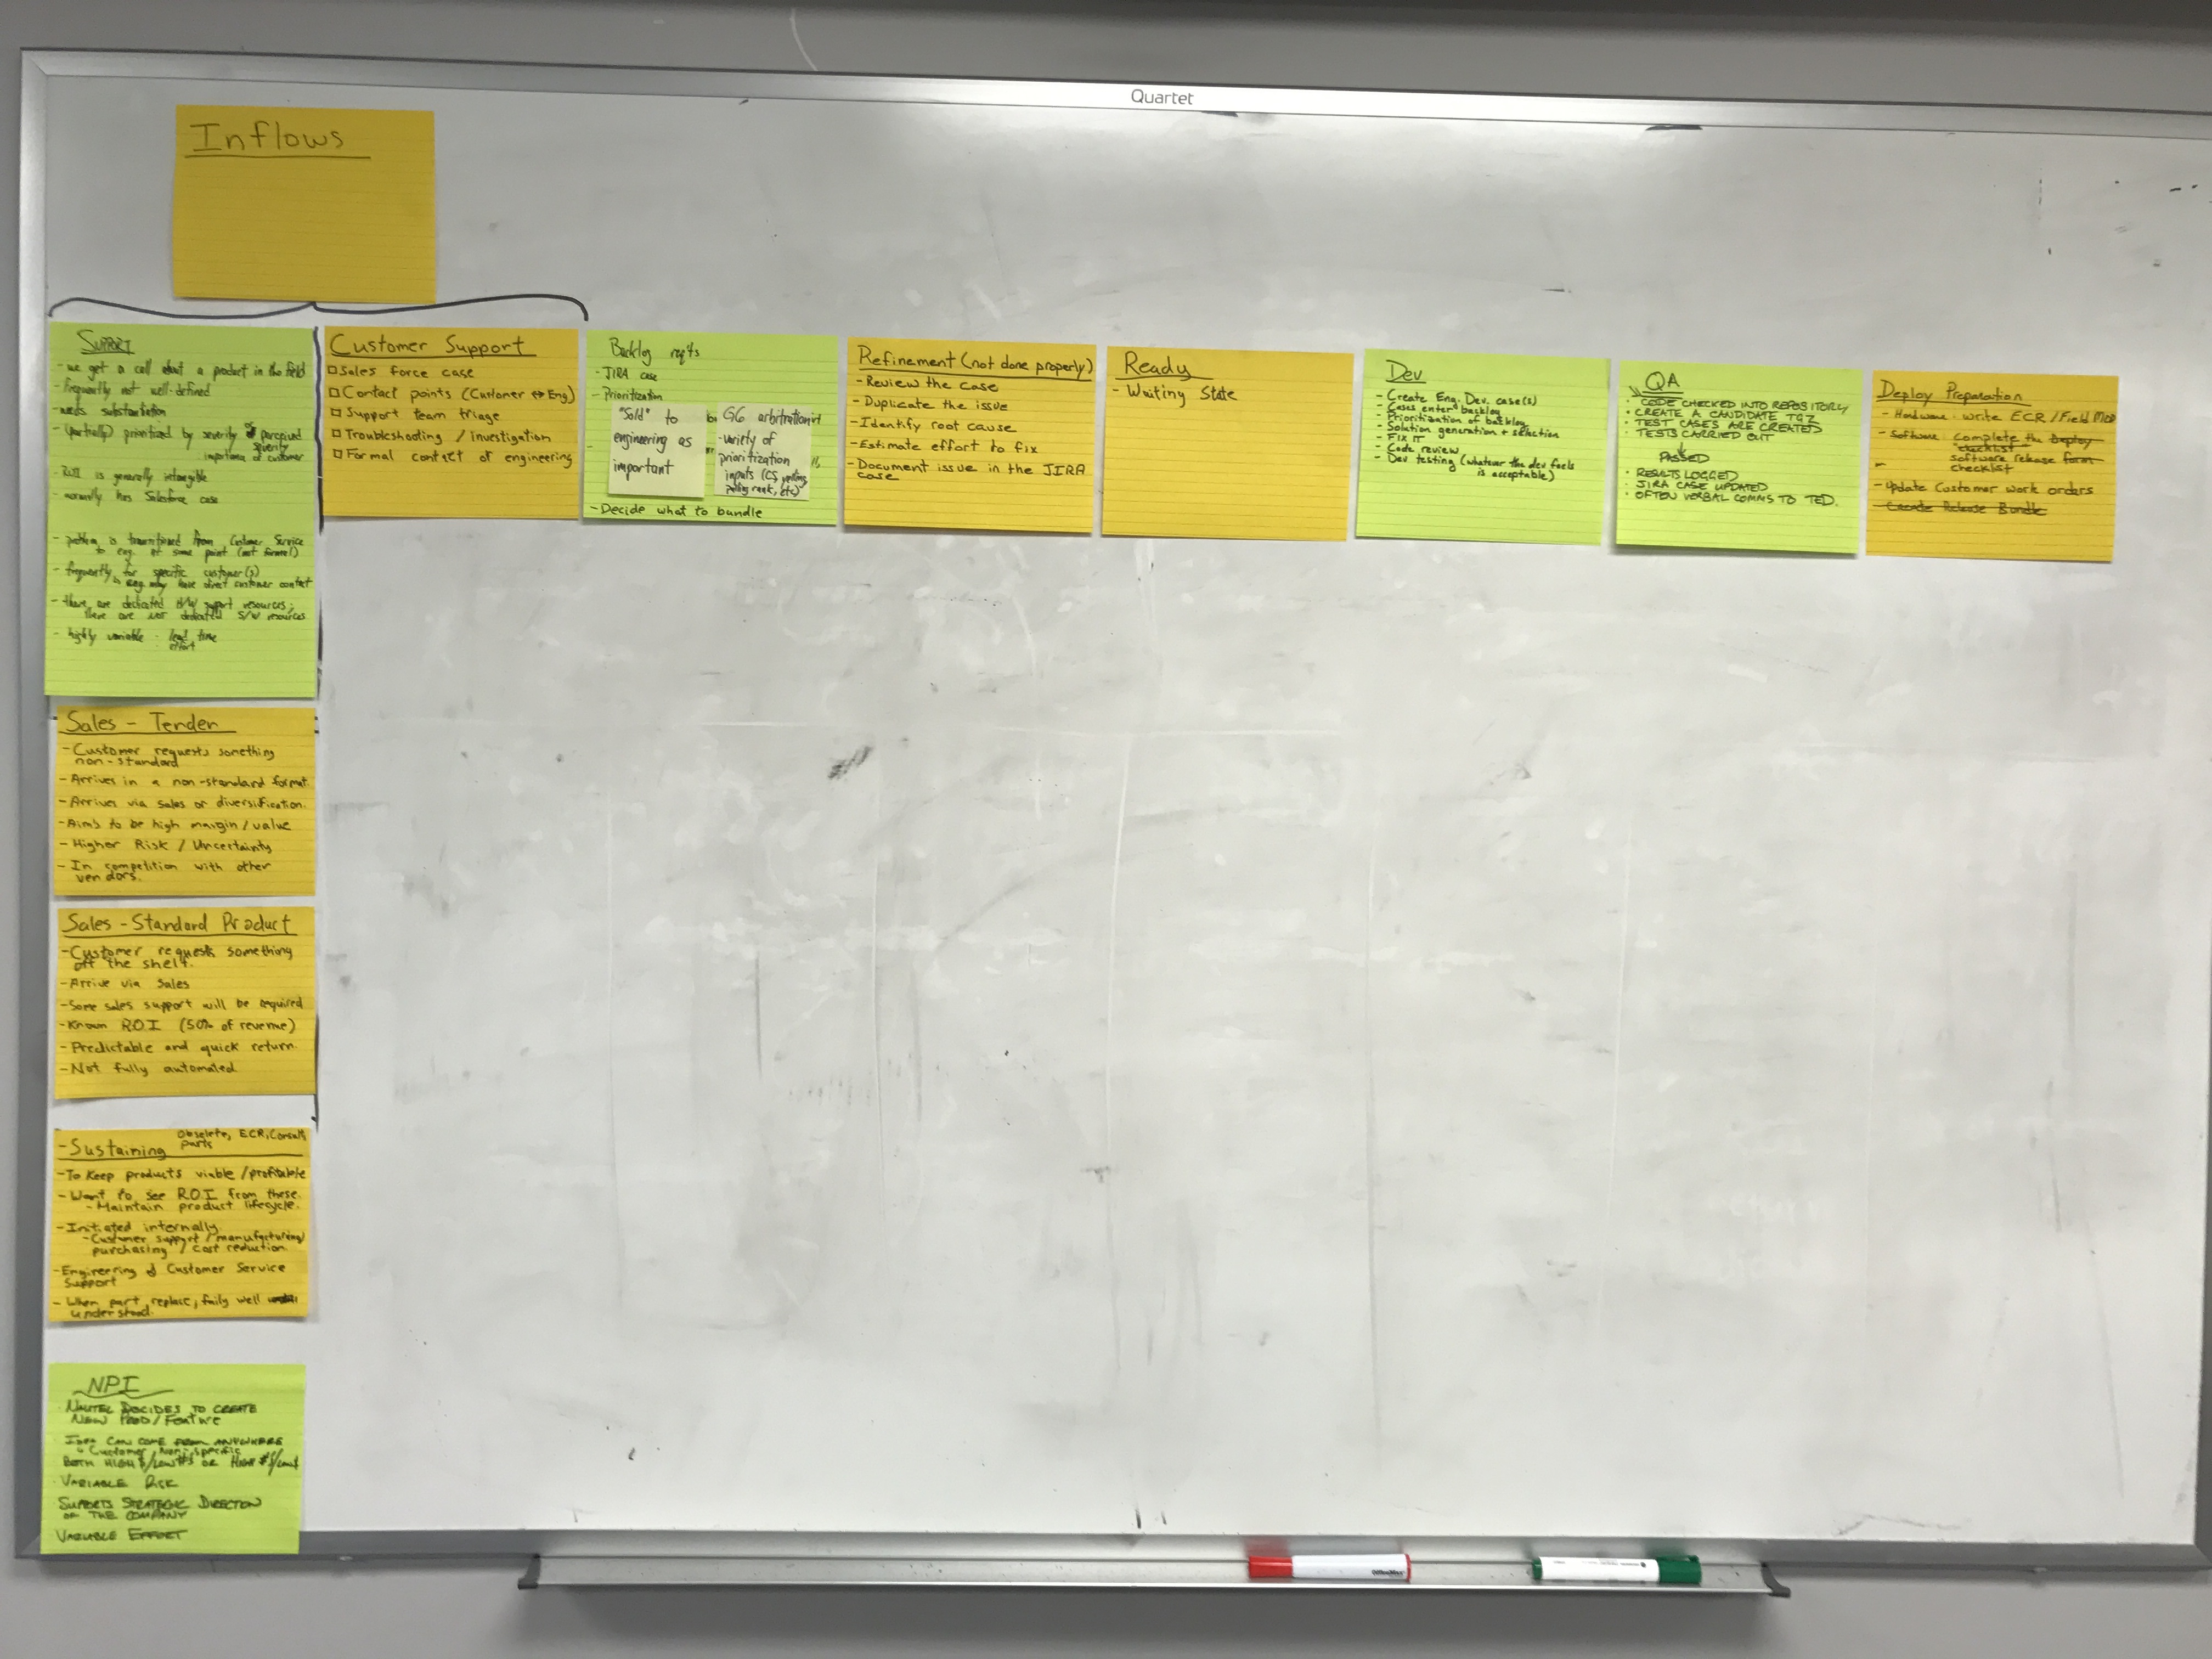 Quartet
Inflows
Support
- we get a call about a product in the field
- frequently not well-defined
- needs substantiation
- (partially) prioritized by severity & perceived severity
importance of customer
- ROI is generally intangible
- normally has Salesforce case
- problem is transitioned from Customer Service
to eng. at some point (not formal)
- frequently for specific customer(s)
↳ Eng. may have direct customer contact
- there are dedicated H/W support resources;
there are not dedicated S/W resources
- highly variable : lead time
effort
Customer Support
□ Sales force case
□ Contact points (Customer ↔ Eng)
□ Support team triage
□ Troubleshooting / investigation
□ Formal contact of engineering
Backlog req'ts
- JIRA case
- Prioritization
"Sold" to
engineering as
important
GG arbitration
- variety of
prioritization
inputs (CS,
- Decide what to bundle
Refinement (not done properly)
- Review the case
- Duplicate the issue
- Identify root cause
- Estimate effort to fix
- Document issue in the JIRA
case
Ready
- Waiting State
Dev
- Create Eng. Dev. case(s)
- Cases enter backlog
- Prioritization of backlog
- Solution generation + selection
- FIX IT
- Code review
- Dev testing (whatever the dev feels
is acceptable)
QA
· CODE CHECKED INTO REPOSITORY
· CREATE A CANDIDATE TGZ
· TEST CASES ARE CREATED
· TESTS CARRIED OUT
↓
PASSED
· RESULTS LOGGED
· JIRA CASE UPDATED
· OFTEN VERBAL COMMS TO TED.
Deploy Preparation
- Hardware: write ECR / Field MOD
- Software: Complete the Deploy
checklist
software release form
checklist
- Update Customer work orders
- Create Release Bundle
Sales - Tender
- Customer requests something
non-standard
- Arrives in a non-standard format.
- Arrives via sales or diversification.
- Aims to be high margin / value
- Higher Risk / Uncertainty
- In competition with other
vendors.
Sales - Standard Product
- Customer requests something
off the shelf.
- Arrive via Sales
- Some sales support will be required
- Known R.O.I (50% of revenue)
- Predictable and quick return.
- Not fully automated
- Sustaining
Obselete, ECR, Consult,
parts
- To Keep products viable / profitable
- Want to see R.O.I from these.
- Maintain product lifecycle.
- Initiated internally.
- Customer support / manufacturing/
purchasing / cost reduction.
- Engineering & Customer Service
Support
- When part replace, faily well
understood.
NPI
· NAUTEL DECIDES TO CREATE
NEW PROD / Feature
· IDEA CAN COME FROM ANYWHERE
↳ Customer Non-specific
· VARIABLE RISK
· SUPPORTS STRATEGIC DIRECTION
OF THE COMPANY
· VARIABLE EFFORT
OfficeMax